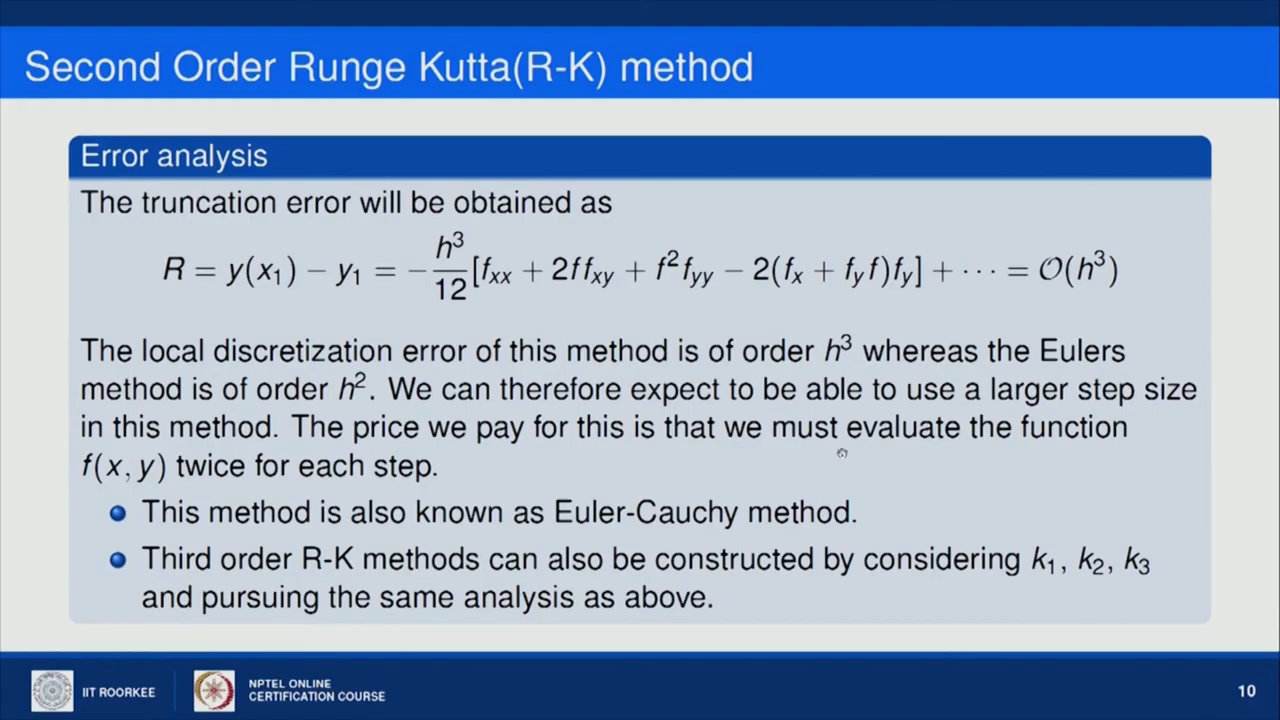 Second Order Runge Kutta(R-K) method
Error analysis
The truncation error will be obtained as
R = y(x₁) − y₁ = −h³/12 [fₓₓ + 2f fₓᵧ + f²fᵧᵧ − 2(fₓ + fᵧf)fᵧ] + ⋯ = 𝒪(h³)
The local discretization error of this method is of order h³ whereas the Eulers
method is of order h². We can therefore expect to be able to use a larger step size
in this method. The price we pay for this is that we must evaluate the function
f(x, y) twice for each step.
This method is also known as Euler-Cauchy method.
Third order R-K methods can also be constructed by considering k₁, k₂, k₃
and pursuing the same analysis as above.
IIT ROORKEE
NPTEL ONLINE
CERTIFICATION COURSE
10